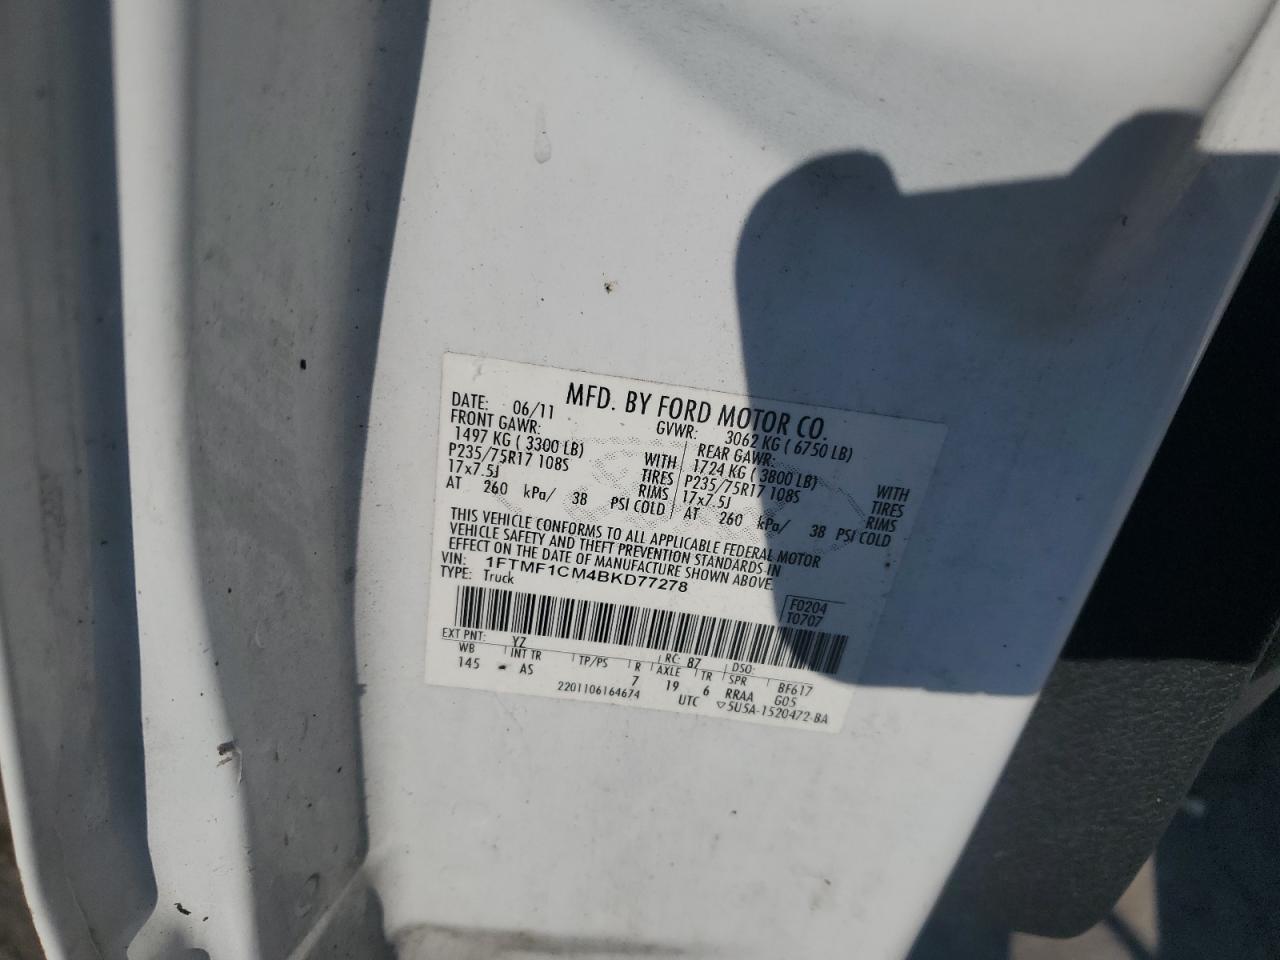 MFD. BY FORD MOTOR CO.
DATE: 06/11 GVWR: 3062 KG ( 6750 LB)
FRONT GAWR: REAR GAWR:
1497 KG ( 3300 LB) WITH 1724 KG ( 3800 LB) WITH
P235/75R17 108S TIRES P235/75R17 108S TIRES
17x7.5J RIMS 17x7.5J RIMS
AT 260 kPa/ 38 PSI COLD AT 260 kPa/ 38 PSI COLD
THIS VEHICLE CONFORMS TO ALL APPLICABLE FEDERAL MOTOR
VEHICLE SAFETY AND THEFT PREVENTION STANDARDS IN
EFFECT ON THE DATE OF MANUFACTURE SHOWN ABOVE.
VIN: 1FTMF1CM4BKD77278
TYPE: Truck
F0204
T0707
EXT PNT: YZ RC: 87 DSO: BF617
WB INT TR TP/PS R AXLE TR SPR G05
145 AS 7 19 6 RRAA
2201106164674 UTC ▽5U5A-1520472-BA